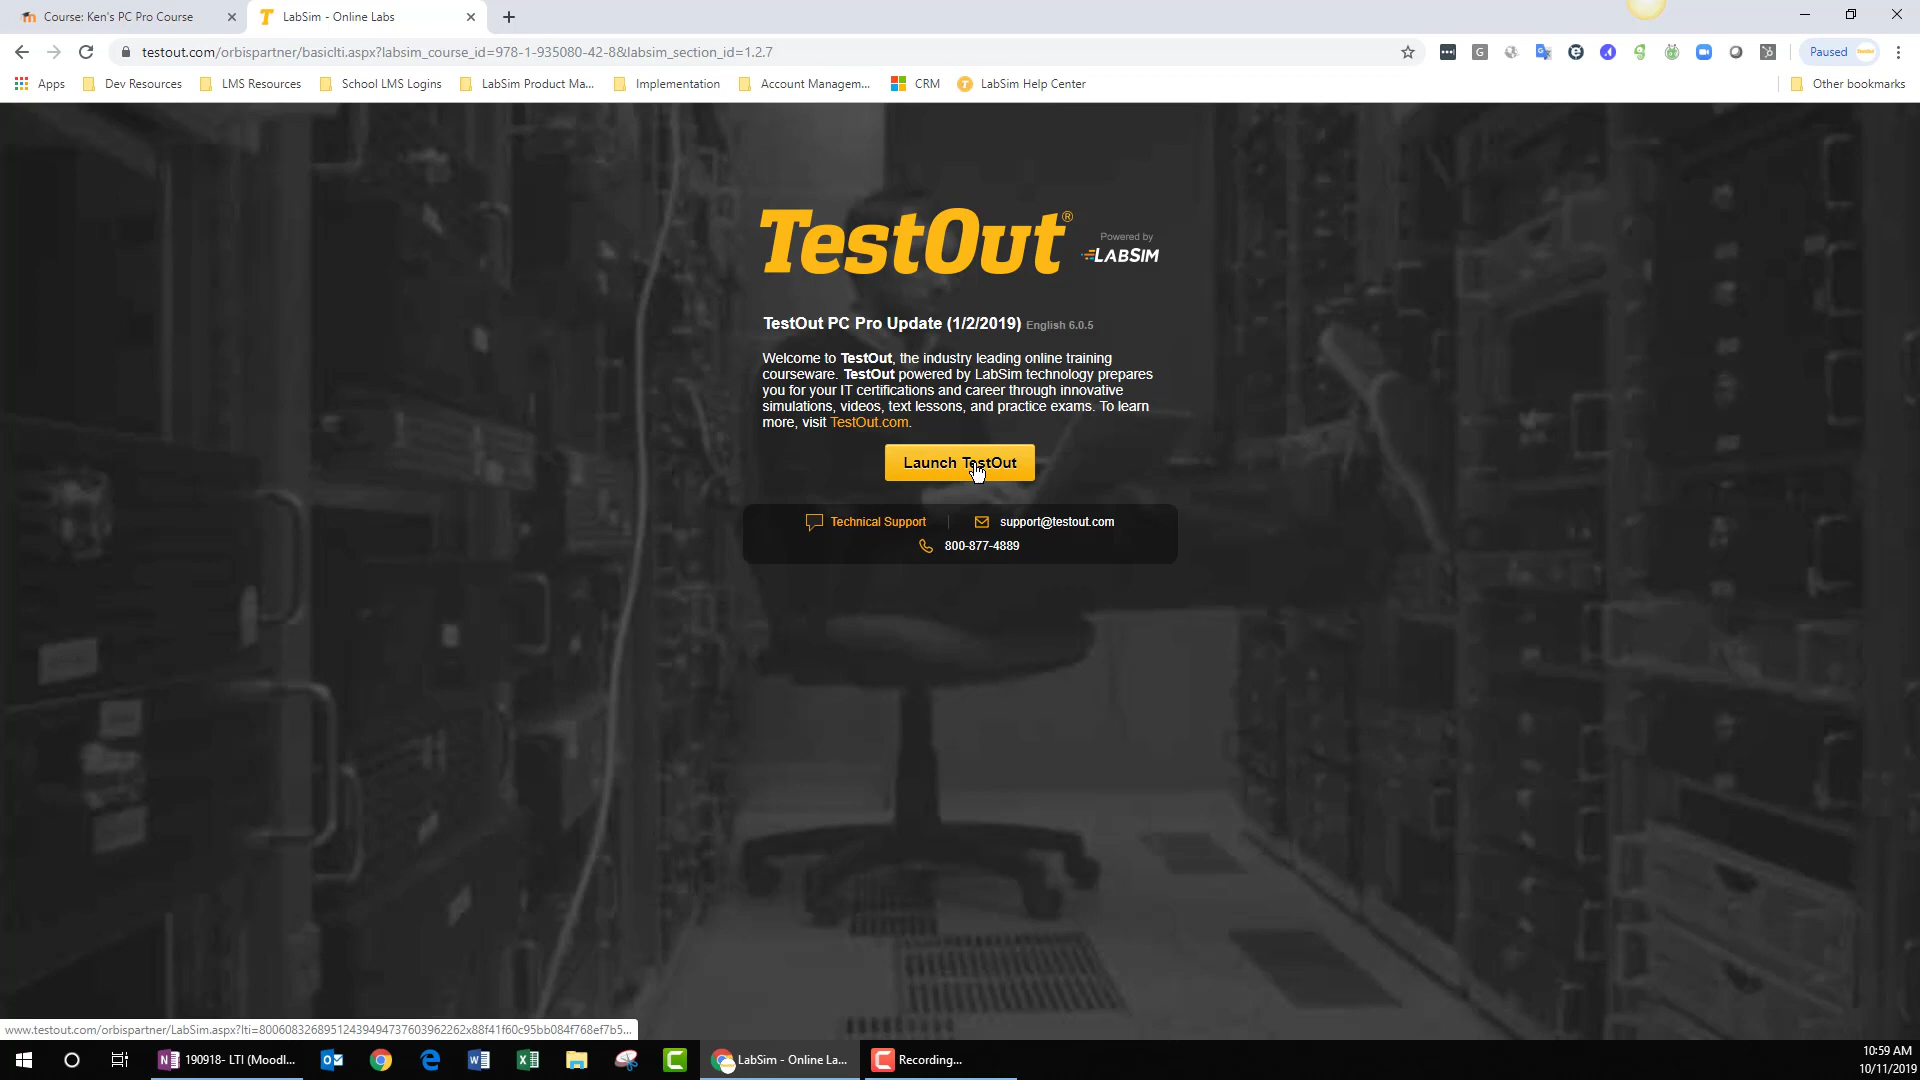 Course: Ken's PC Pro Course
LabSim - Online Labs
testout.com/orbispartner/basiclti.aspx?labsim_course_id=978-1-935080-42-8&labsim_section_id=1.2.7
Paused
Apps
Dev Resources
LMS Resources
School LMS Logins
LabSim Product Ma...
Implementation
Account Managem...
CRM
LabSim Help Center
Other bookmarks
TestOut®
Powered by
LABSIM
TestOut PC Pro Update (1/2/2019) English 6.0.5
Welcome to TestOut, the industry leading online training
courseware. TestOut powered by LabSim technology prepares
you for your IT certifications and career through innovative
simulations, videos, text lessons, and practice exams. To learn
more, visit TestOut.com.
Launch TestOut
Technical Support
support@testout.com
800-877-4889
www.testout.com/orbispartner/LabSim.aspx?lti=80060832689512439494737603962262x88f41f60c95bb084f768ef7b5...
190918- LTI (Moodl...
LabSim - Online La...
Recording...
10:59 AM
10/11/2019